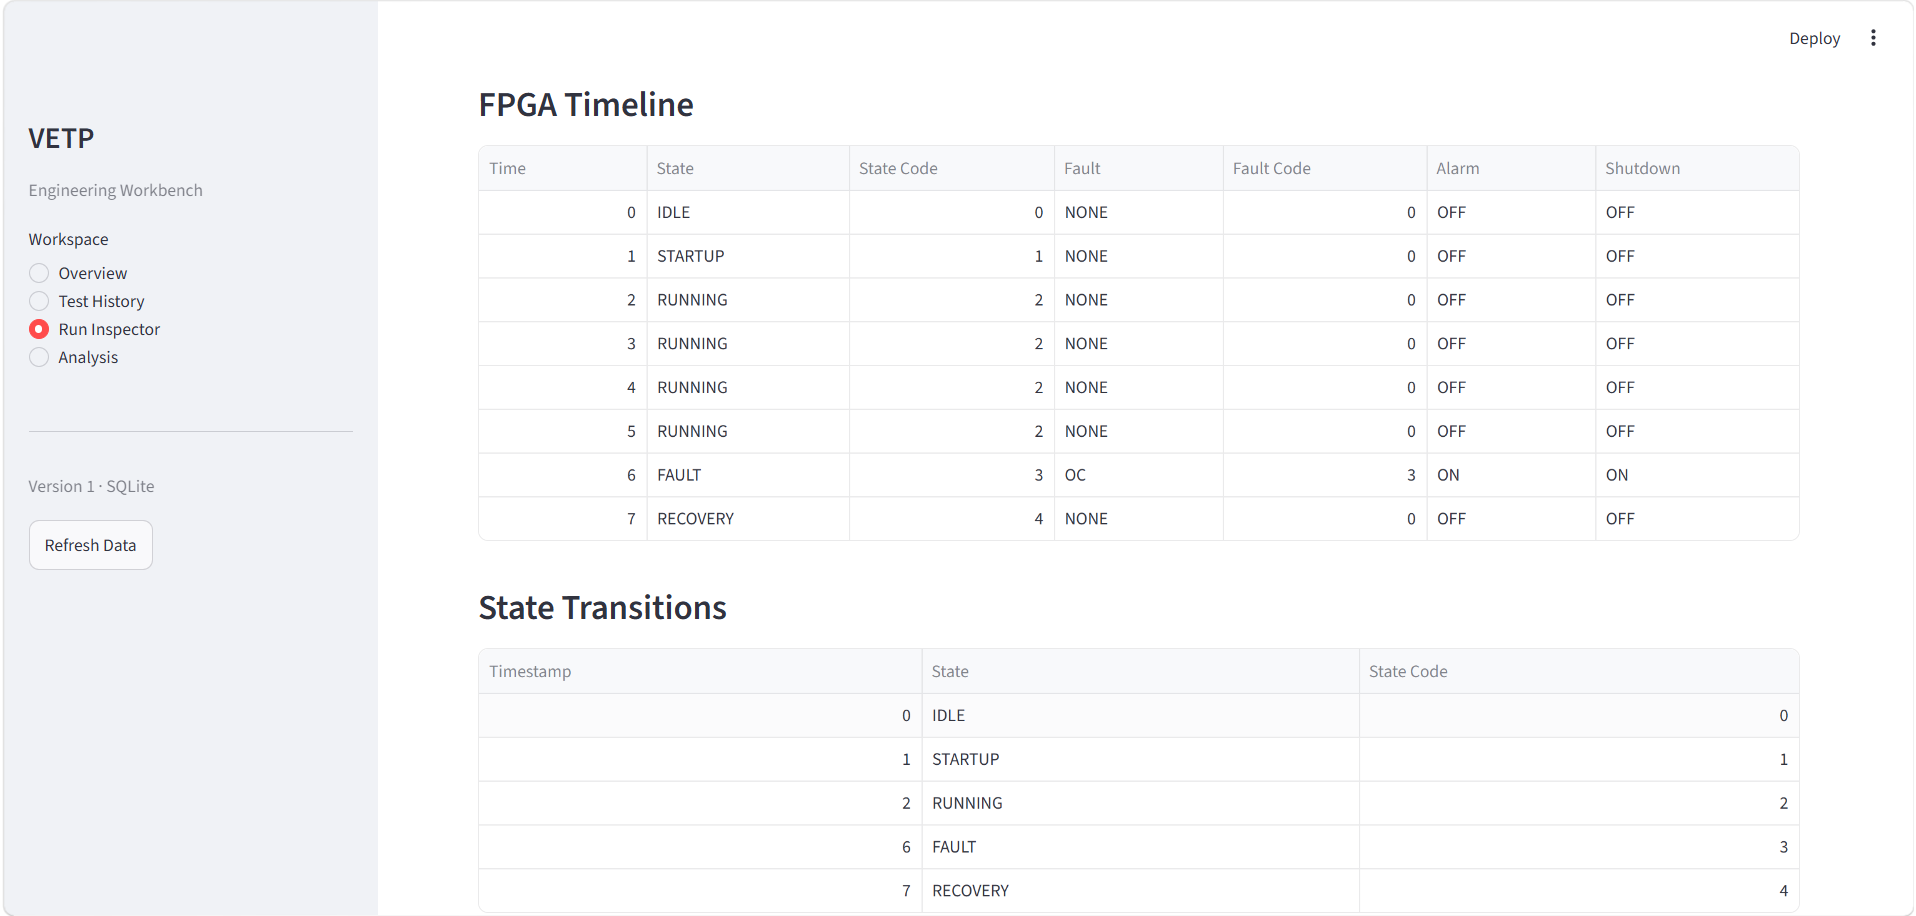 Deploy
VETP
Engineering Workbench
Workspace
Overview
Test History
Run Inspector
Analysis
Version 1 · SQLite
Refresh Data
FPGA Timeline
Time State State Code Fault Fault Code Alarm Shutdown
0 IDLE 0 NONE 0 OFF OFF
1 STARTUP 1 NONE 0 OFF OFF
2 RUNNING 2 NONE 0 OFF OFF
3 RUNNING 2 NONE 0 OFF OFF
4 RUNNING 2 NONE 0 OFF OFF
5 RUNNING 2 NONE 0 OFF OFF
6 FAULT 3 OC 3 ON ON
7 RECOVERY 4 NONE 0 OFF OFF
State Transitions
Timestamp State State Code
0 IDLE 0
1 STARTUP 1
2 RUNNING 2
6 FAULT 3
7 RECOVERY 4